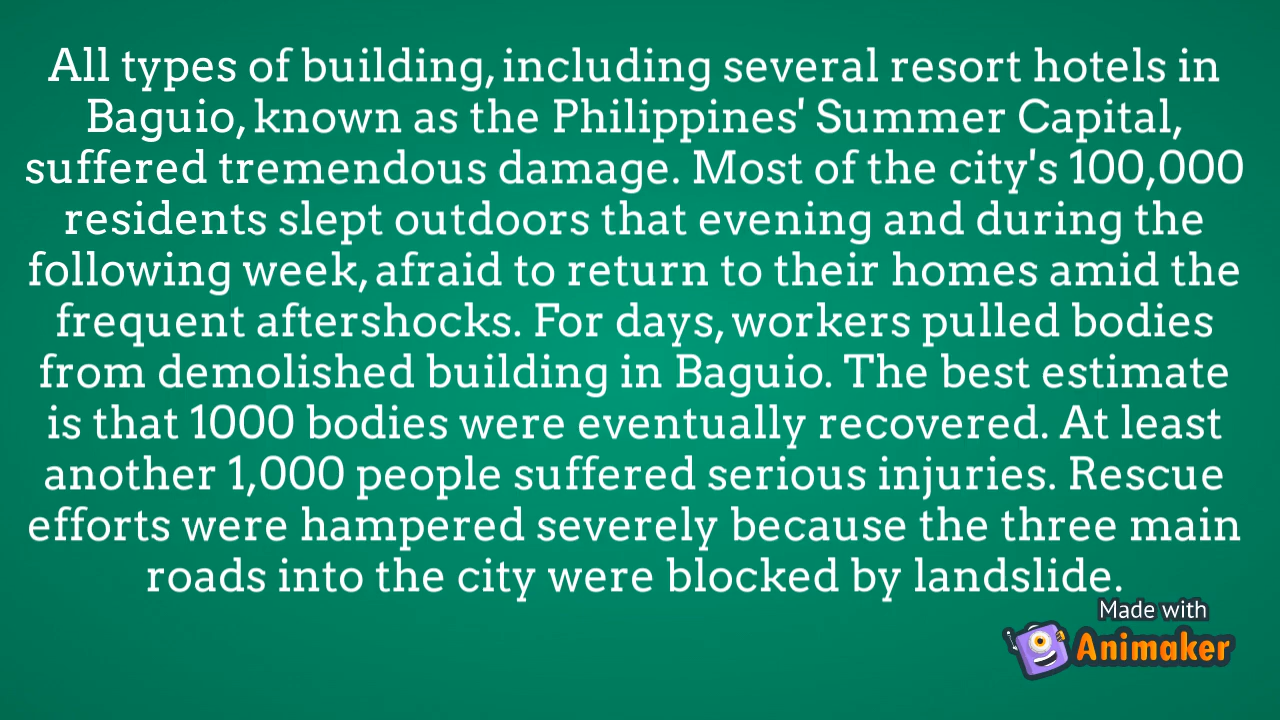 All types of building, including several resort hotels in
Baguio, known as the Philippines' Summer Capital,
suffered tremendous damage. Most of the city's 100,000
residents slept outdoors that evening and during the
following week, afraid to return to their homes amid the
frequent aftershocks. For days, workers pulled bodies
from demolished building in Baguio. The best estimate
is that 1000 bodies were eventually recovered. At least
another 1,000 people suffered serious injuries. Rescue
efforts were hampered severely because the three main
roads into the city were blocked by landslide.
Made with
Animaker